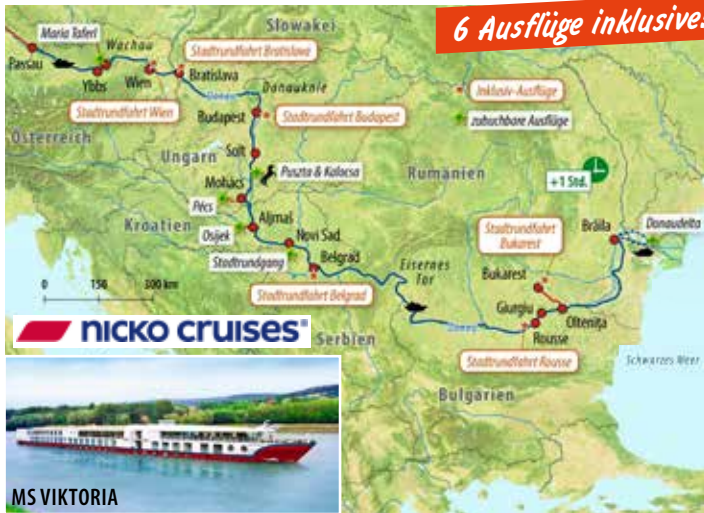 6 Ausflüge inklusive!
Slowakei
Maria Taferl
Wachau
Stadtrundfahrt Bratislava
Passau
Ybbs
Wien
Bratislava
Donauknie
Donau
Inklusiv-Ausflüge
Stadtrundfahrt Wien
Budapest
Stadtrundfahrt Budapest
zubuchbare Ausflüge
Österreich
Ungarn
Solt
Puszta & Kalocsa
Rumänien
+1 Std.
Mohács
Pécs
Kroatien
Aljmaš
Osijek
Novi Sad
Stadtrundgang
Belgrad
Stadtrundfahrt
Bukarest
Brăila
Donaudelta
Eisernes
Tor
Bukarest
0 150 300 km
Stadtrundfahrt Belgrad
Giurgiu
Oltenița
Donau
Rousse
nicko cruises®
Serbien
Stadtrundfahrt Rousse
Schwarzes Meer
Bulgarien
MS VIKTORIA